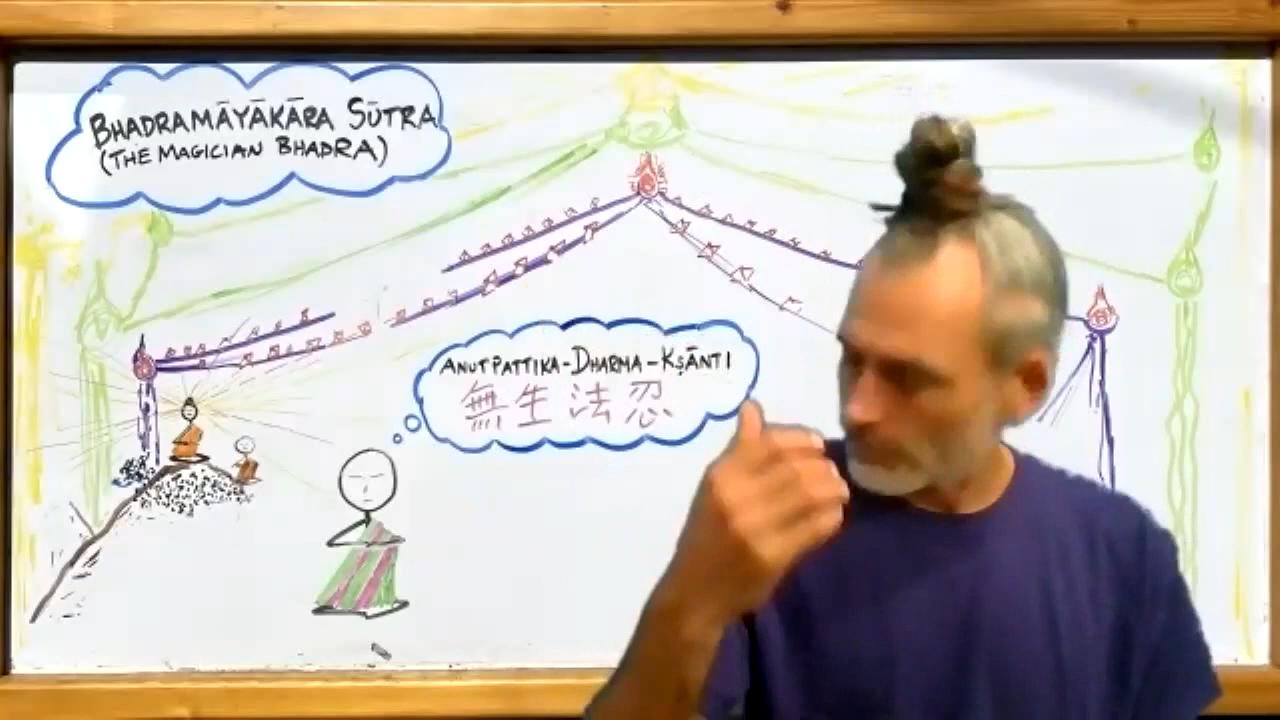 BHADRAMĀYĀKĀRA SŪTRA
(THE MAGICIAN BHADRA)
ANUTPATTIKA-DHARMA-KṢĀNTI
無生法忍